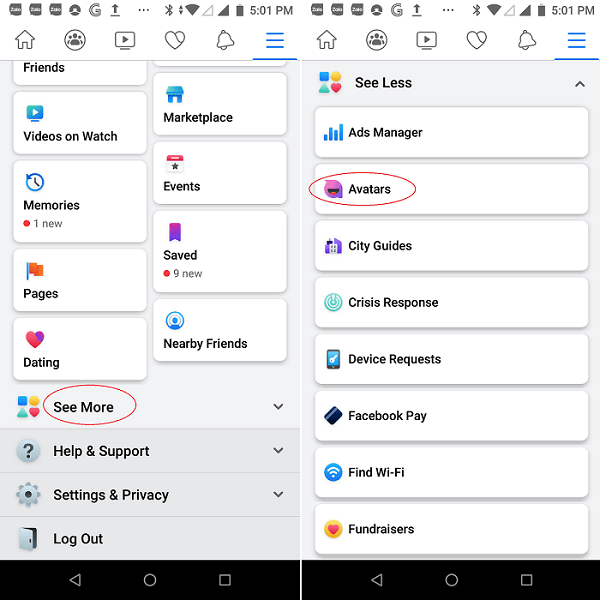 Zalo Zalo Zalo
5:01 PM
Friends
Videos on Watch
Memories
1 new
Pages
Dating
Marketplace
Events
Saved
9 new
Nearby Friends
See More
Help & Support
Settings & Privacy
Log Out
Zalo Zalo Zalo
5:01 PM
See Less
Ads Manager
Avatars
City Guides
Crisis Response
Device Requests
Facebook Pay
Find Wi-Fi
Fundraisers